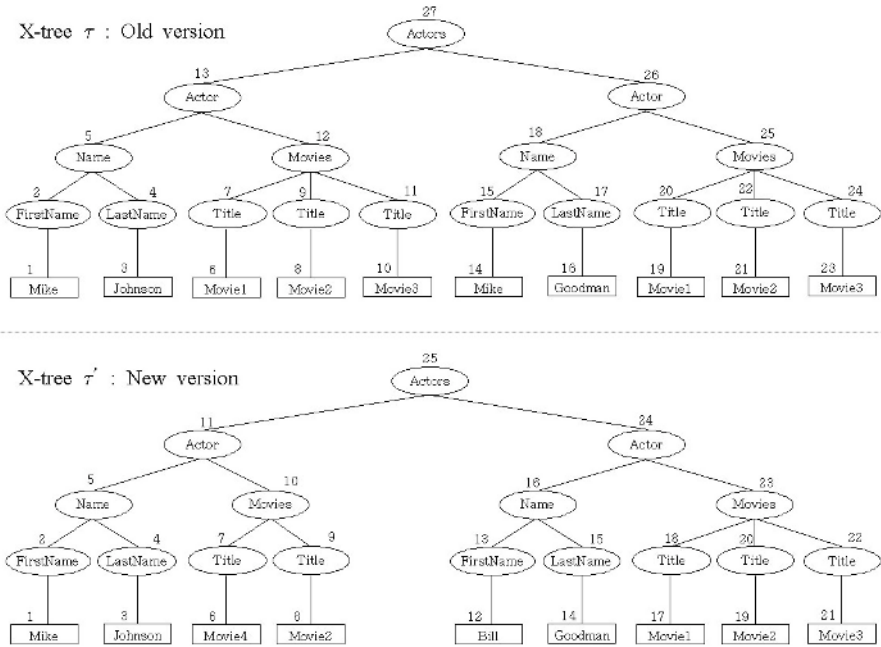 X-tree τ : Old version
27
Actors
13 26
Actor Actor
5 12 18 25
Name Movies Name Movies
2 4 7 9 11 15 17 20 22 24
FirstName LastName Title Title Title FirstName LastName Title Title Title
1 3 6 8 10 14 16 19 21 23
Mike Johnson Movie1 Movie2 Movie3 Mike Goodman Movie1 Movie2 Movie3
X-tree τ′ : New version
25
Actors
11 24
Actor Actor
5 10 16 23
Name Movies Name Movies
2 4 7 9 13 15 18 20 22
FirstName LastName Title Title FirstName LastName Title Title Title
1 3 6 8 12 14 17 19 21
Mike Johnson Movie4 Movie2 Bill Goodman Movie1 Movie2 Movie3